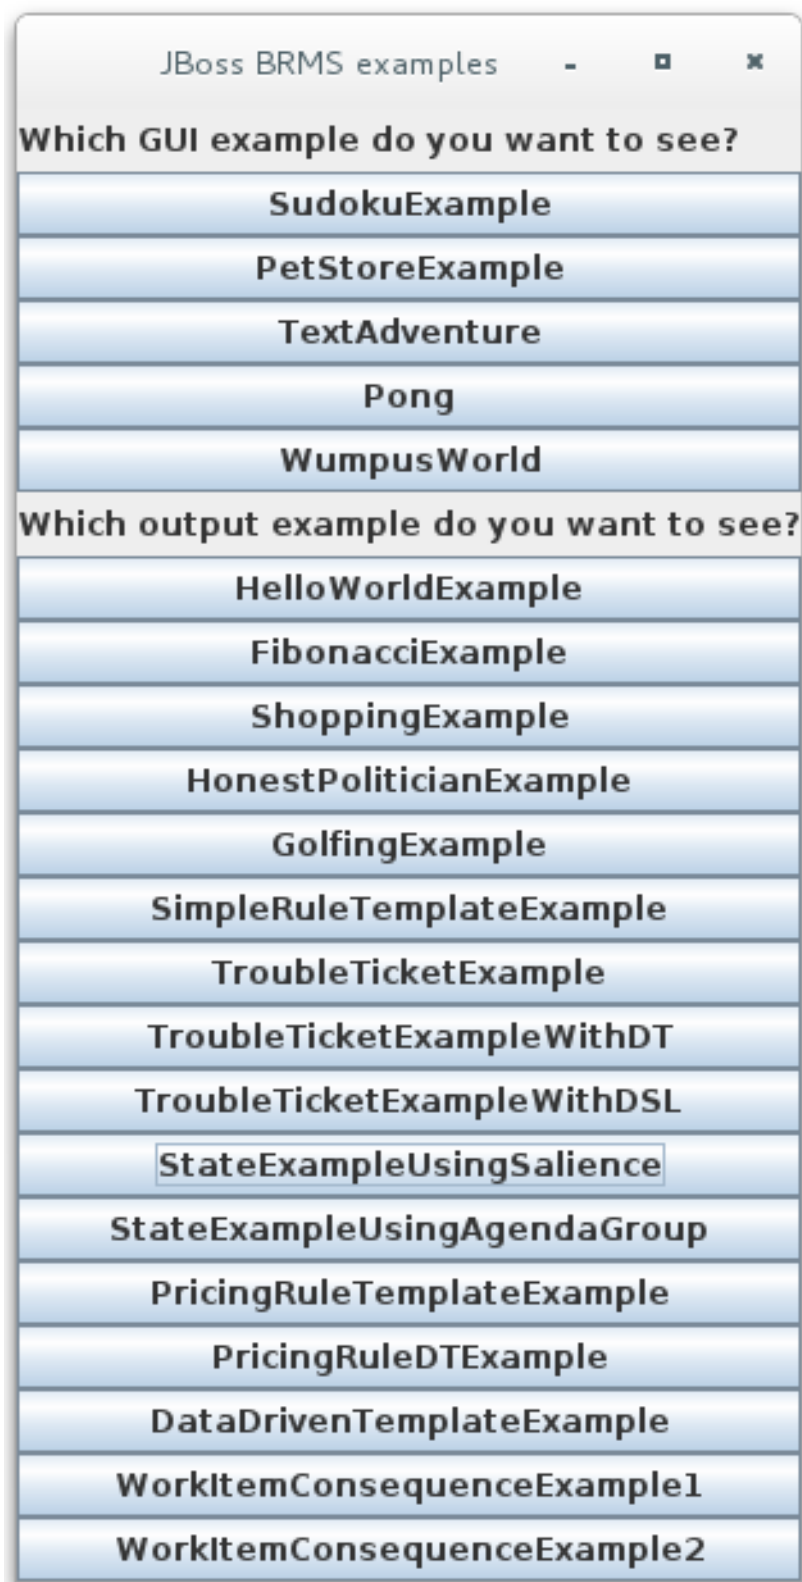 JBoss BRMS examples
Which GUI example do you want to see?
SudokuExample
PetStoreExample
TextAdventure
Pong
WumpusWorld
Which output example do you want to see?
HelloWorldExample
FibonacciExample
ShoppingExample
HonestPoliticianExample
GolfingExample
SimpleRuleTemplateExample
TroubleTicketExample
TroubleTicketExampleWithDT
TroubleTicketExampleWithDSL
StateExampleUsingSalience
StateExampleUsingAgendaGroup
PricingRuleTemplateExample
PricingRuleDTExample
DataDrivenTemplateExample
WorkItemConsequenceExample1
WorkItemConsequenceExample2